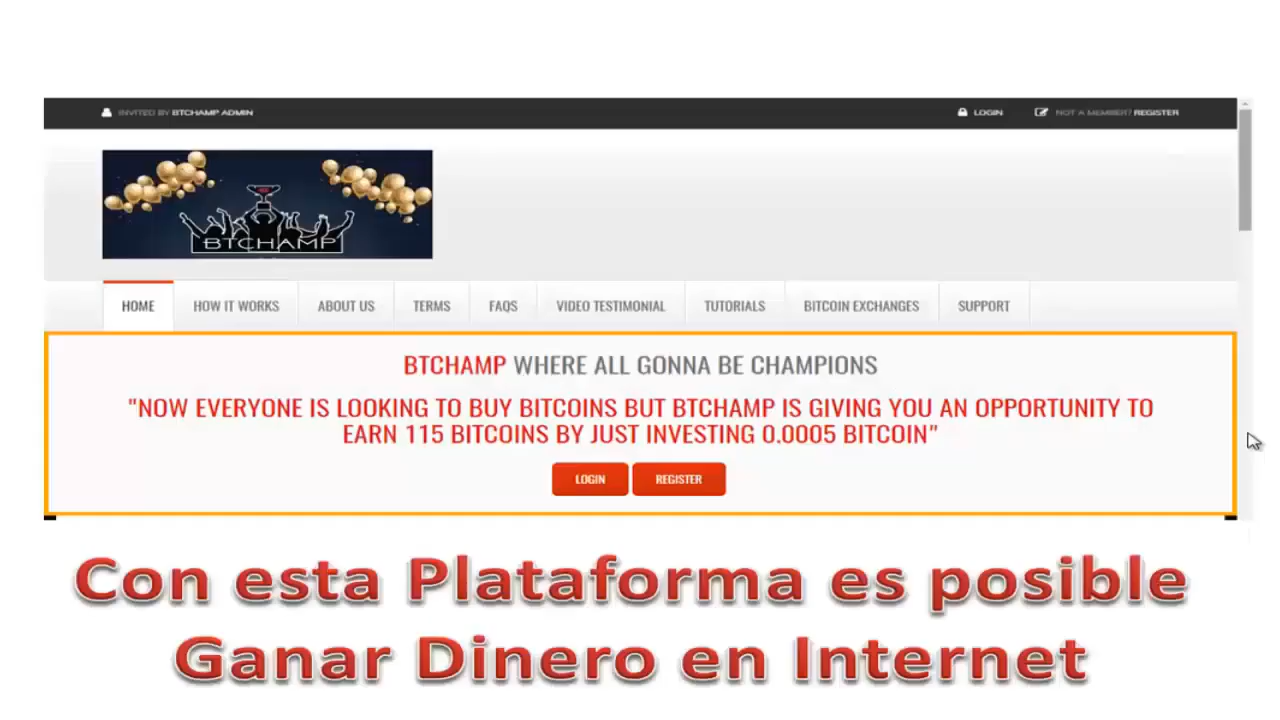 INVITED BY BTCHAMP ADMIN
LOGIN
NOT A MEMBER? REGISTER
BTCHAMP
HOME
HOW IT WORKS
ABOUT US
TERMS
FAQS
VIDEO TESTIMONIAL
TUTORIALS
BITCOIN EXCHANGES
SUPPORT
BTCHAMP WHERE ALL GONNA BE CHAMPIONS
"NOW EVERYONE IS LOOKING TO BUY BITCOINS BUT BTCHAMP IS GIVING YOU AN OPPORTUNITY TO
EARN 115 BITCOINS BY JUST INVESTING 0.0005 BITCOIN"
LOGIN
REGISTER
Con esta Plataforma es posible
Ganar Dinero en Internet